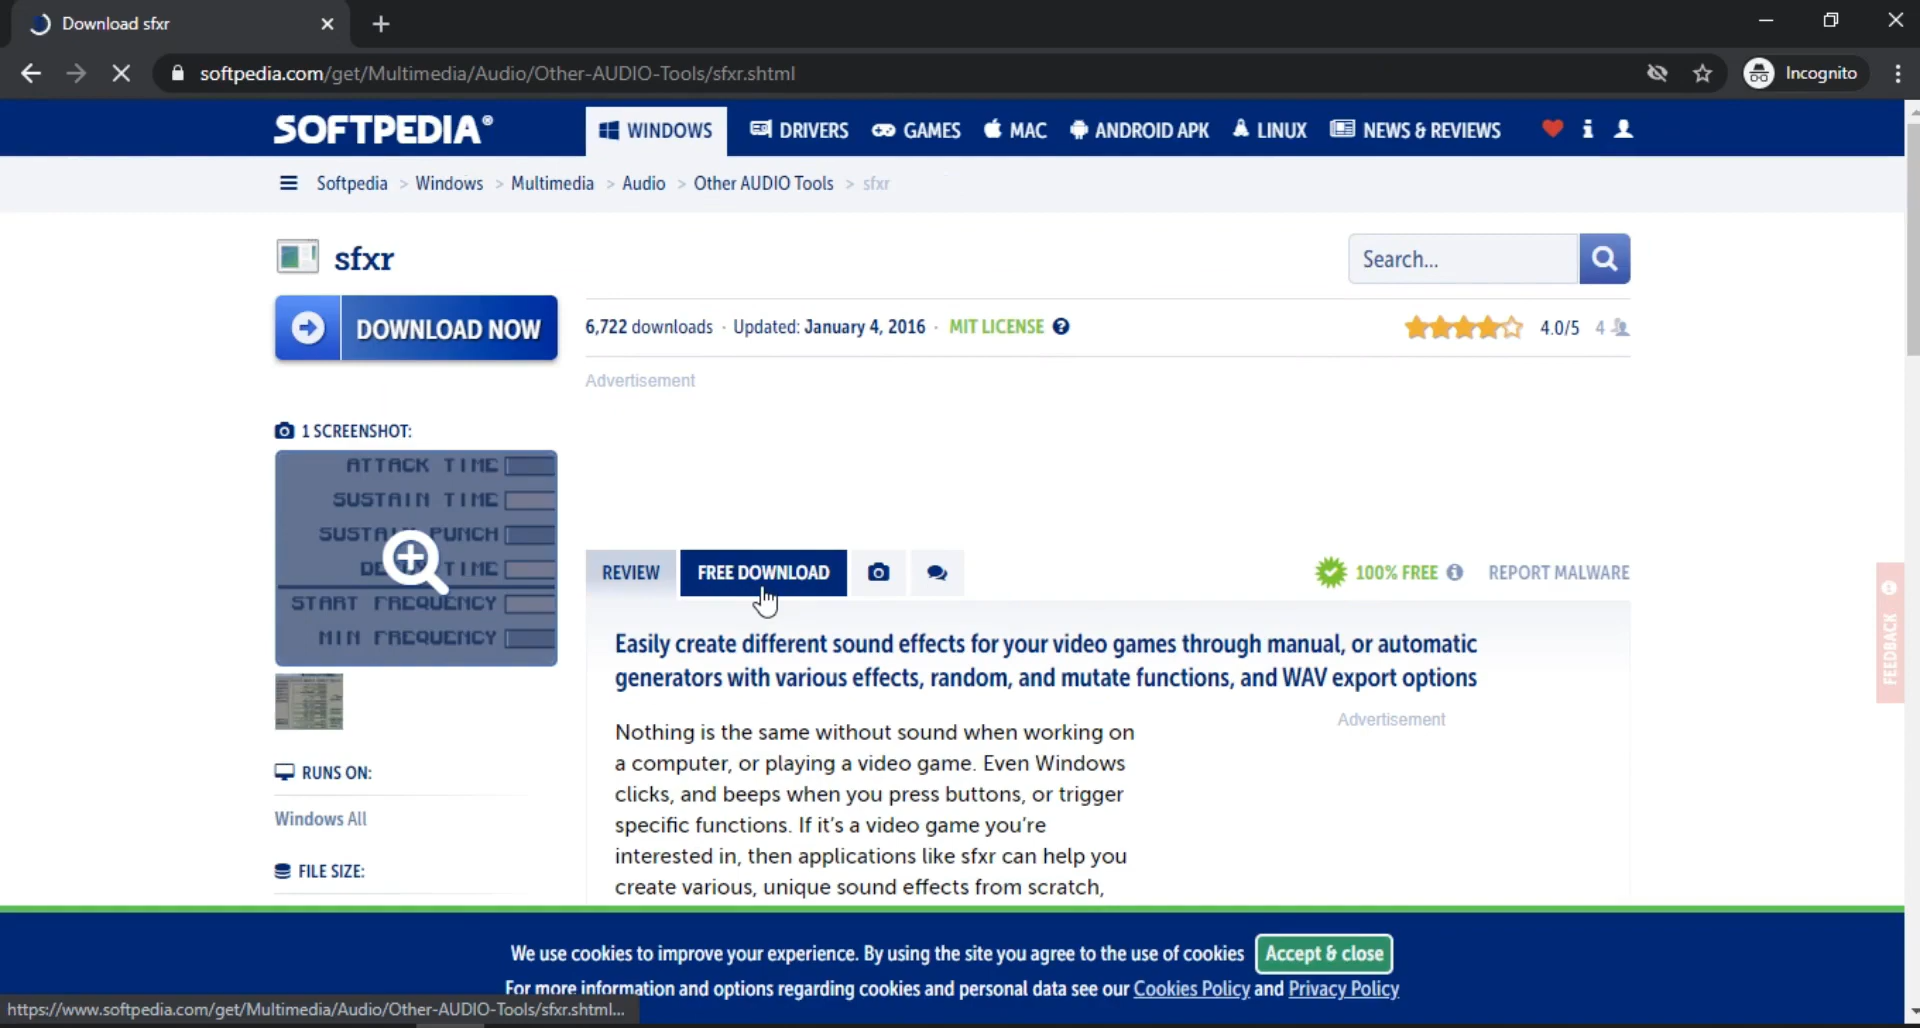 Download sfxr
softpedia.com/get/Multimedia/Audio/Other-AUDIO-Tools/sfxr.shtml
Incognito
SOFTPEDIA®
WINDOWS
DRIVERS
GAMES
MAC
ANDROID APK
LINUX
NEWS & REVIEWS
Softpedia > Windows > Multimedia > Audio > Other AUDIO Tools > sfxr
sfxr
Search...
DOWNLOAD NOW
6,722 downloads · Updated: January 4, 2016 · MIT LICENSE
4.0/5 4
Advertisement
1 SCREENSHOT:
ATTACK TIME
SUSTAIN TIME
SUSTAIN PUNCH
TIME
START FREQUENCY
MIN FREQUENCY
REVIEW
FREE DOWNLOAD
100% FREE
REPORT MALWARE
FEEDBACK
Easily create different sound effects for your video games through manual, or automatic
generators with various effects, random, and mutate functions, and WAV export options
Advertisement
Nothing is the same without sound when working on
a computer, or playing a video game. Even Windows
clicks, and beeps when you press buttons, or trigger
specific functions. If it's a video game you're
interested in, then applications like sfxr can help you
create various, unique sound effects from scratch,
RUNS ON:
Windows All
FILE SIZE:
We use cookies to improve your experience. By using the site you agree to the use of cookies
Accept & close
For more information and options regarding cookies and personal data see our Cookies Policy and Privacy Policy
https://www.softpedia.com/get/Multimedia/Audio/Other-AUDIO-Tools/sfxr.shtml...